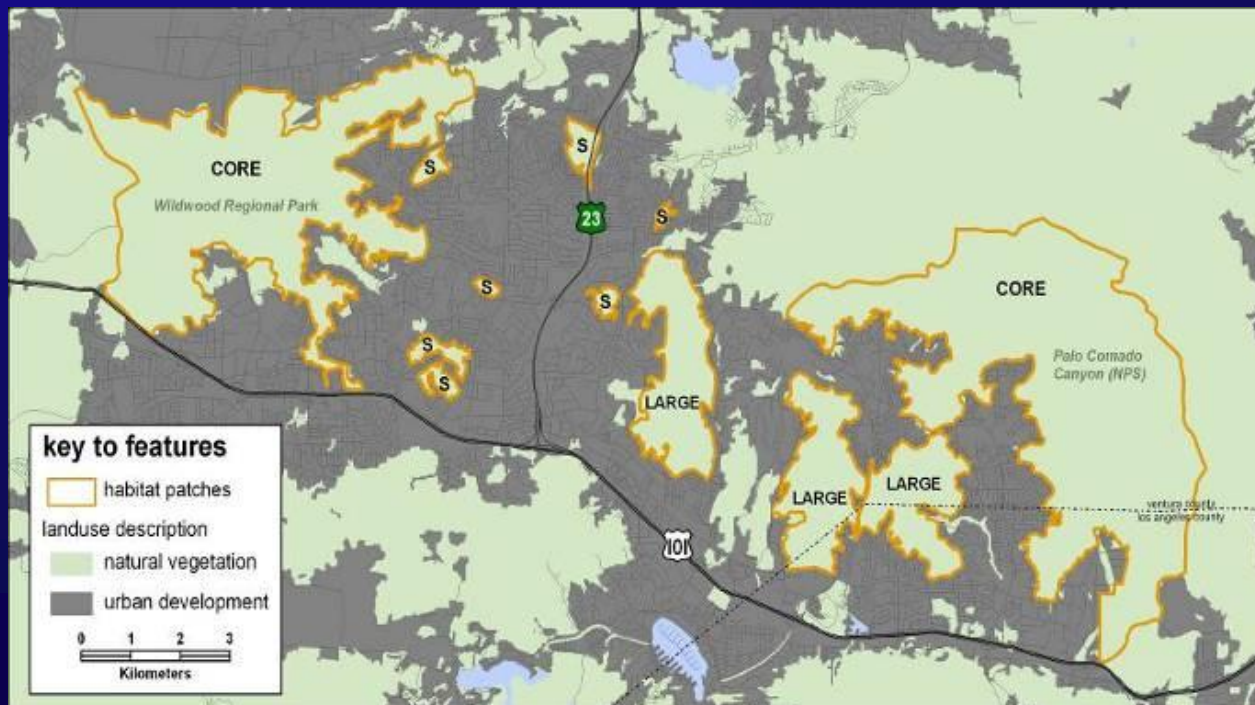 CORE
Wildwood Regional Park
S
S
23
S
S
S
S
S
LARGE
CORE
Palo Comado
Canyon (NPS)
LARGE
LARGE
ventura county
los angeles county
101
key to features
habitat patches
landuse description
natural vegetation
urban development
0 1 2 3
Kilometers